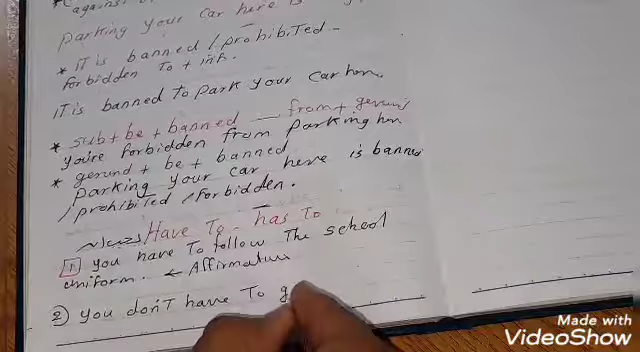 against
parking your car here is
* IT is banned / prohibited
forbidden To + inf.
IT is banned To park your car here
* sub + be + banned — from + gerund
you're forbidden from parking here
* gerund + be + banned
parking your car here is banned
/ prohibited / forbidden.
Have To - has To
1 you have To follow The school
uniform. ← Affirmative
2) you don't have To g
Made with
VideoShow